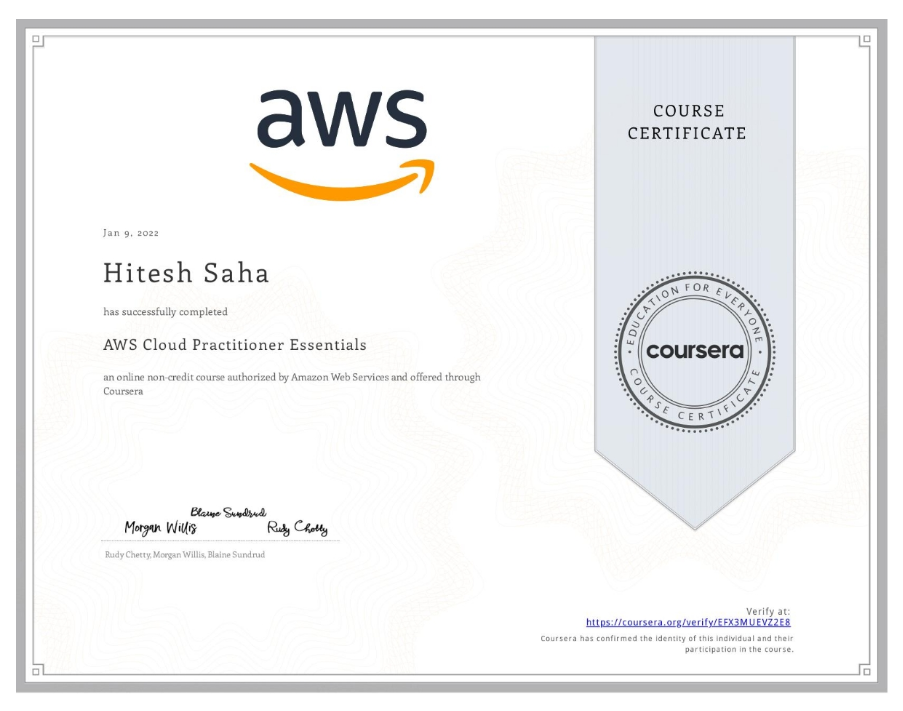 aws
COURSE
CERTIFICATE
Jan 9, 2022
Hitesh Saha
has successfully completed
AWS Cloud Practitioner Essentials
an online non-credit course authorized by Amazon Web Services and offered through
Coursera
EDUCATION FOR EVERYONE
coursera
COURSE CERTIFICATE
Blaine Sundrud
Morgan Willis
Rudy Chetty
Rudy Chetty, Morgan Willis, Blaine Sundrud
Verify at:
https://coursera.org/verify/EFX3MUEVZ2E8
Coursera has confirmed the identity of this individual and their
participation in the course.